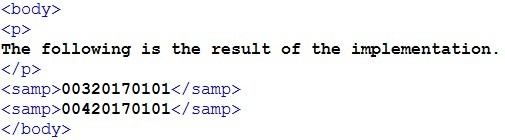 <body>
<p>
The following is the result of the implementation.
</p>
<samp>00320170101</samp>
<samp>00420170101</samp>
</body>